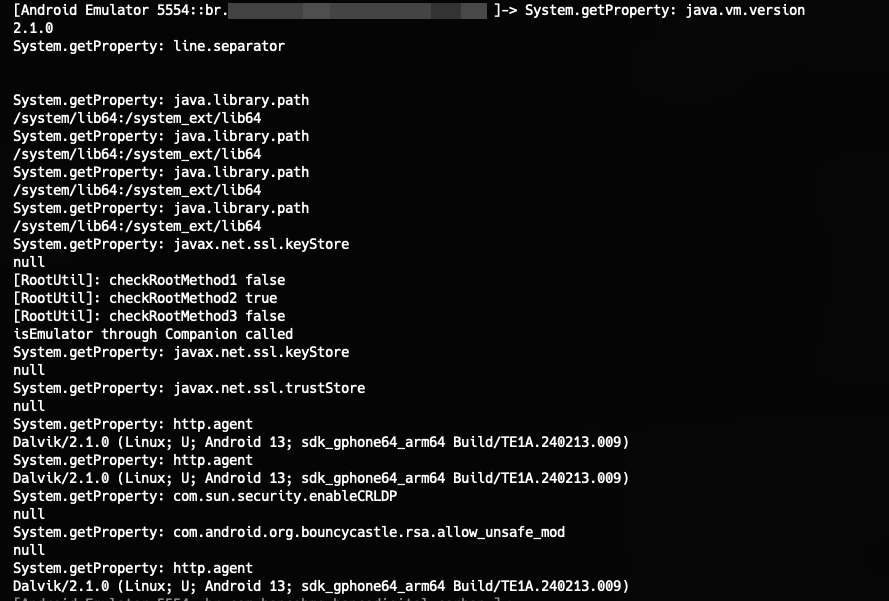 [Android Emulator 5554::br. ]-> System.getProperty: java.vm.version
2.1.0
System.getProperty: line.separator
System.getProperty: java.library.path
/system/lib64:/system_ext/lib64
System.getProperty: java.library.path
/system/lib64:/system_ext/lib64
System.getProperty: java.library.path
/system/lib64:/system_ext/lib64
System.getProperty: java.library.path
/system/lib64:/system_ext/lib64
System.getProperty: javax.net.ssl.keyStore
null
[RootUtil]: checkRootMethod1 false
[RootUtil]: checkRootMethod2 true
[RootUtil]: checkRootMethod3 false
isEmulator through Companion called
System.getProperty: javax.net.ssl.keyStore
null
System.getProperty: javax.net.ssl.trustStore
null
System.getProperty: http.agent
Dalvik/2.1.0 (Linux; U; Android 13; sdk_gphone64_arm64 Build/TE1A.240213.009)
System.getProperty: http.agent
Dalvik/2.1.0 (Linux; U; Android 13; sdk_gphone64_arm64 Build/TE1A.240213.009)
System.getProperty: com.sun.security.enableCRLDP
null
System.getProperty: com.android.org.bouncycastle.rsa.allow_unsafe_mod
null
System.getProperty: http.agent
Dalvik/2.1.0 (Linux; U; Android 13; sdk_gphone64_arm64 Build/TE1A.240213.009)